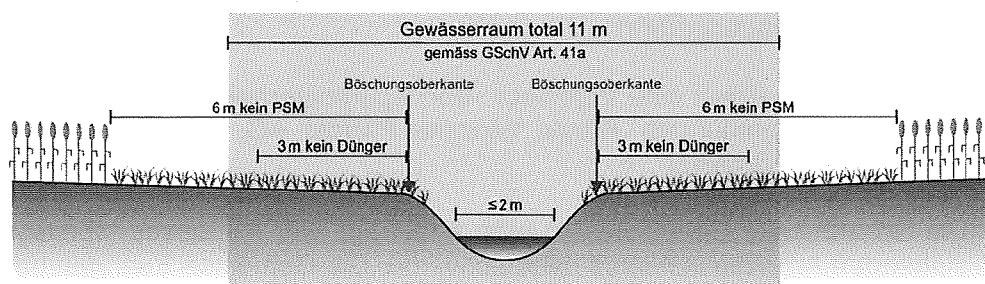 Gewässerraum total 11 m
gemäss GSchV Art. 41a
Böschungsoberkante Böschungsoberkante
6 m kein PSM 6 m kein PSM
3 m kein Dünger 3 m kein Dünger
≤ 2 m